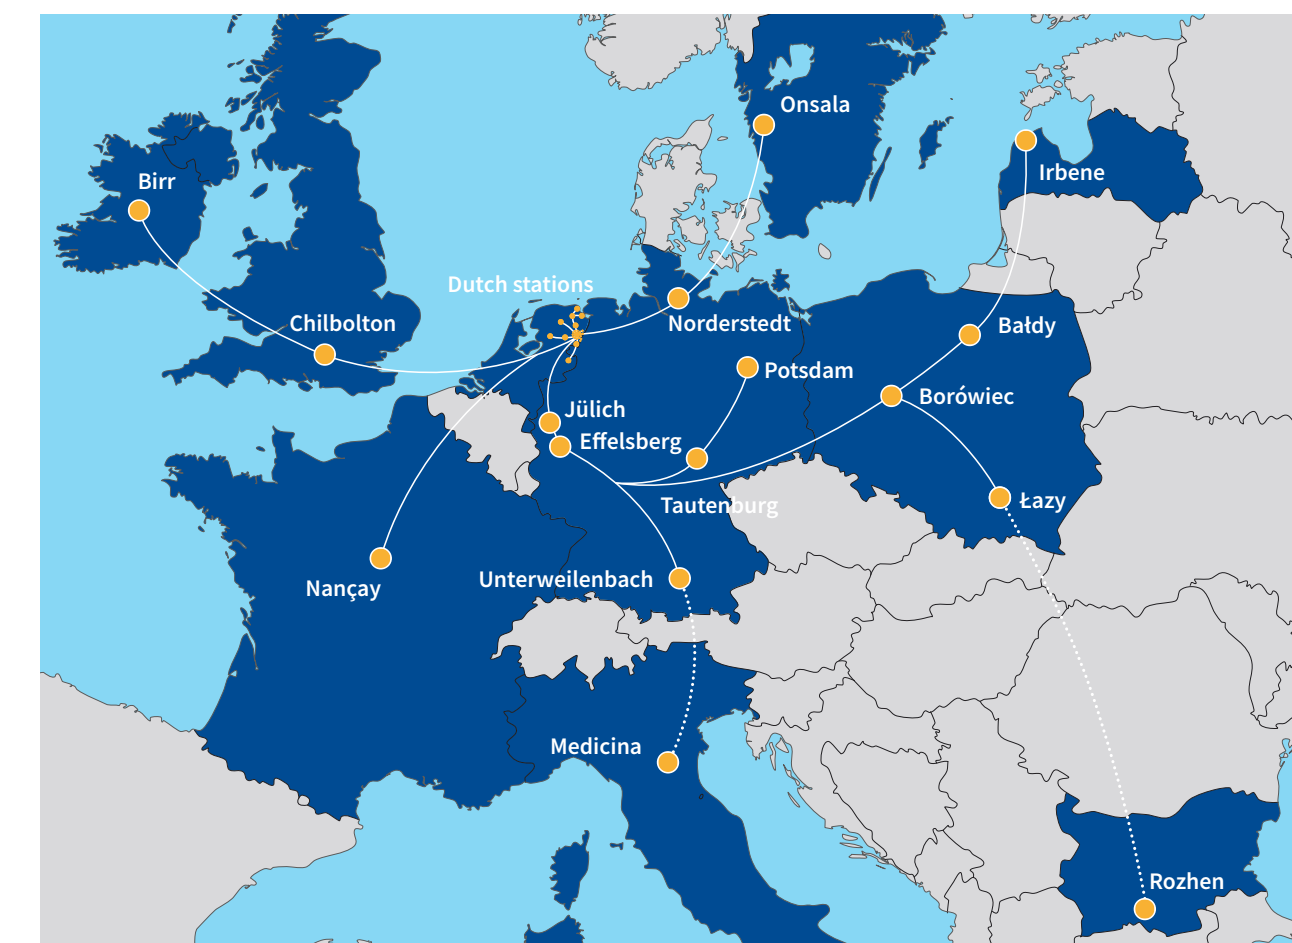 Onsala
Irbene
Birr
Dutch stations
Chilbolton
Norderstedt
Bałdy
Potsdam
Borówiec
Jülich
Effelsberg
Tautenburg
Łazy
Unterweilenbach
Nançay
Medicina
Rozhen